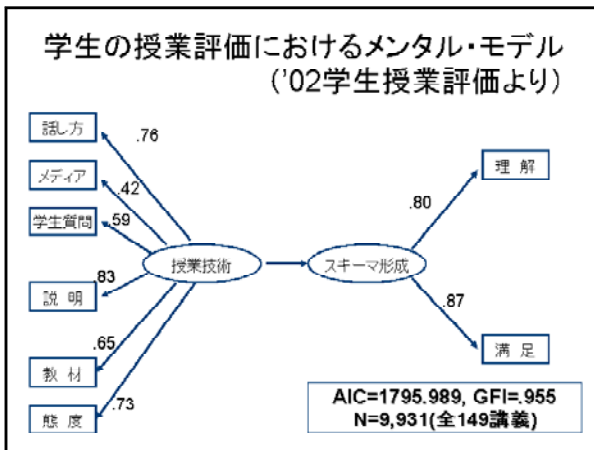 学生の授業評価におけるメンタル・モデル
('02学生授業評価より)
話し方
.76
メディア
.42
学生質問
.59
授業技術
説 明
.83
教 材
.65
態 度
.73
スキーマ形成
理 解
.80
.87
満 足
AIC=1795.989, GFI=.955
N=9,931(全149講義)